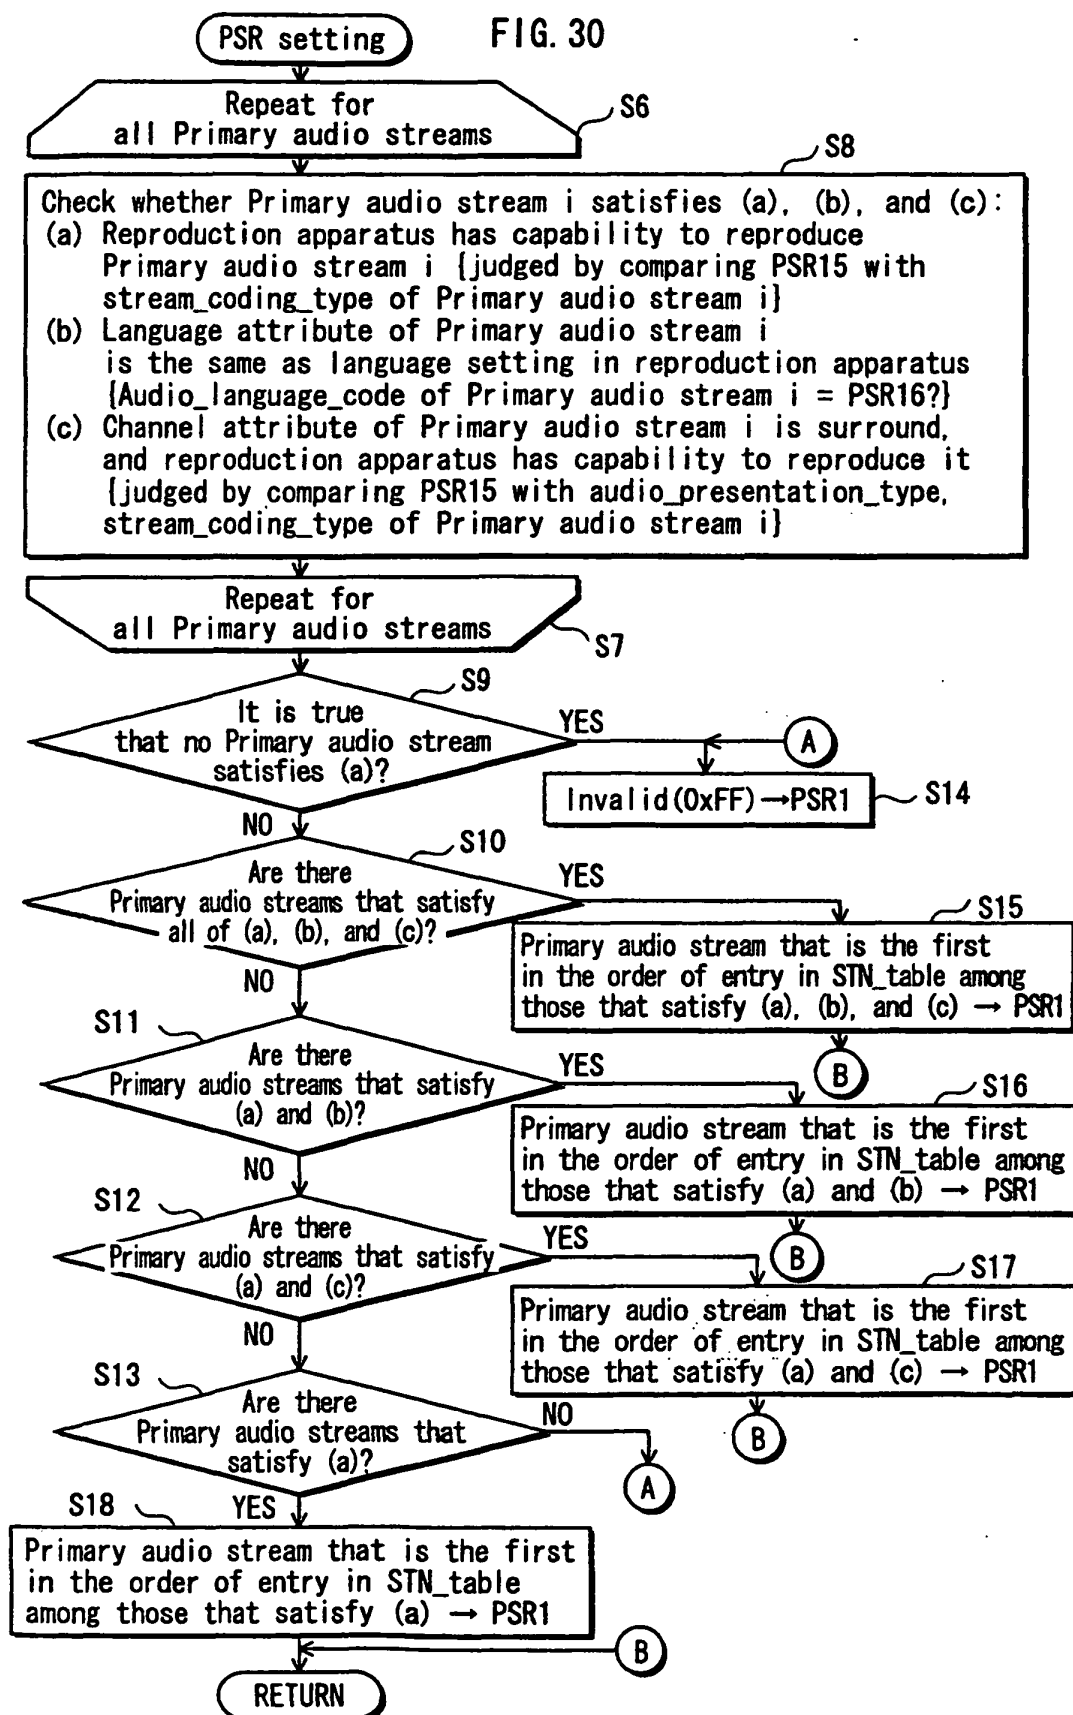 FIG. 30
PSR setting
Repeat for
all Primary audio streams
S6
S8
Check whether Primary audio stream i satisfies (a), (b), and (c):
(a) Reproduction apparatus has capability to reproduce
Primary audio stream i {judged by comparing PSR15 with
stream_coding_type of Primary audio stream i}
(b) Language attribute of Primary audio stream i
is the same as language setting in reproduction apparatus
{Audio_language_code of Primary audio stream i = PSR16?}
(c) Channel attribute of Primary audio stream i is surround,
and reproduction apparatus has capability to reproduce it
{judged by comparing PSR15 with audio_presentation_type,
stream_coding_type of Primary audio stream i}
Repeat for
all Primary audio streams
S7
S9
It is true
that no Primary audio stream
satisfies (a)?
YES
A
Invalid(0xFF)→PSR1
S14
NO
S10
Are there
Primary audio streams that satisfy
all of (a), (b), and (c)?
YES
S15
Primary audio stream that is the first
in the order of entry in STN_table among
those that satisfy (a), (b), and (c) → PSR1
B
NO
S11
Are there
Primary audio streams that satisfy
(a) and (b)?
YES
S16
Primary audio stream that is the first
in the order of entry in STN_table among
those that satisfy (a) and (b) → PSR1
B
NO
S12
Are there
Primary audio streams that satisfy
(a) and (c)?
YES
S17
Primary audio stream that is the first
in the order of entry in STN_table among
those that satisfy (a) and (c) → PSR1
B
NO
S13
Are there
Primary audio streams that
satisfy (a)?
NO
A
YES
S18
Primary audio stream that is the first
in the order of entry in STN_table
among those that satisfy (a) → PSR1
B
RETURN